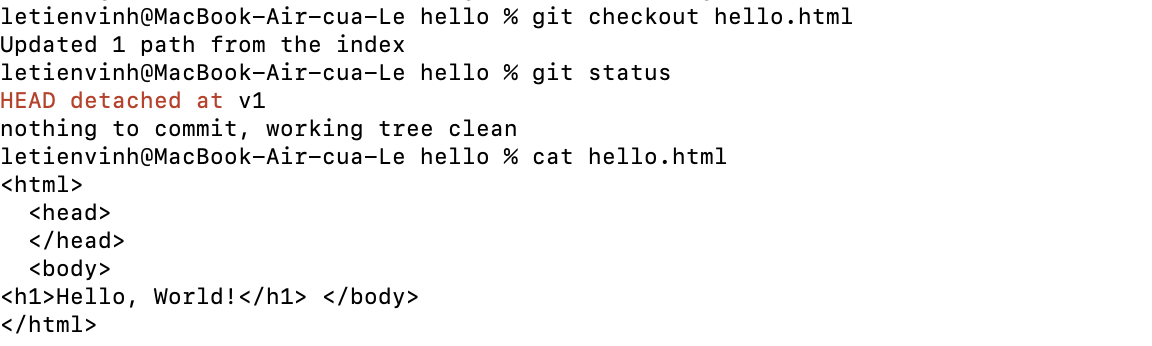 letienvinh@MacBook-Air-cua-Le hello % git checkout hello.html
Updated 1 path from the index
letienvinh@MacBook-Air-cua-Le hello % git status
HEAD detached at v1
nothing to commit, working tree clean
letienvinh@MacBook-Air-cua-Le hello % cat hello.html
<html>
  <head>
  </head>
  <body>
<h1>Hello, World!</h1> </body>
</html>